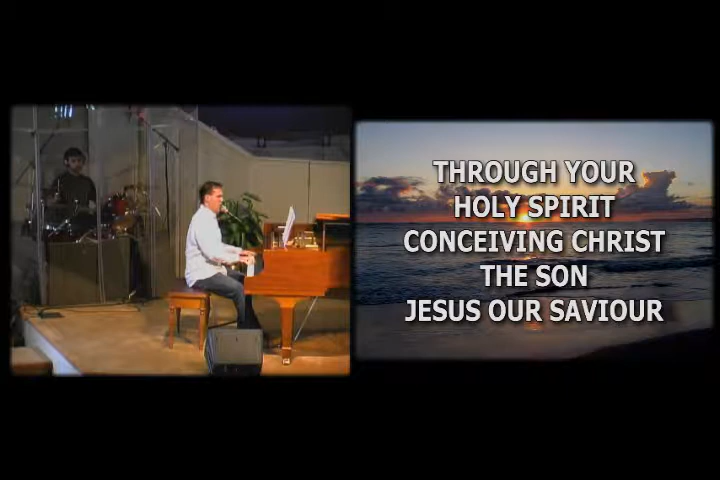 THROUGH YOUR
HOLY SPIRIT
CONCEIVING CHRIST
THE SON
JESUS OUR SAVIOUR